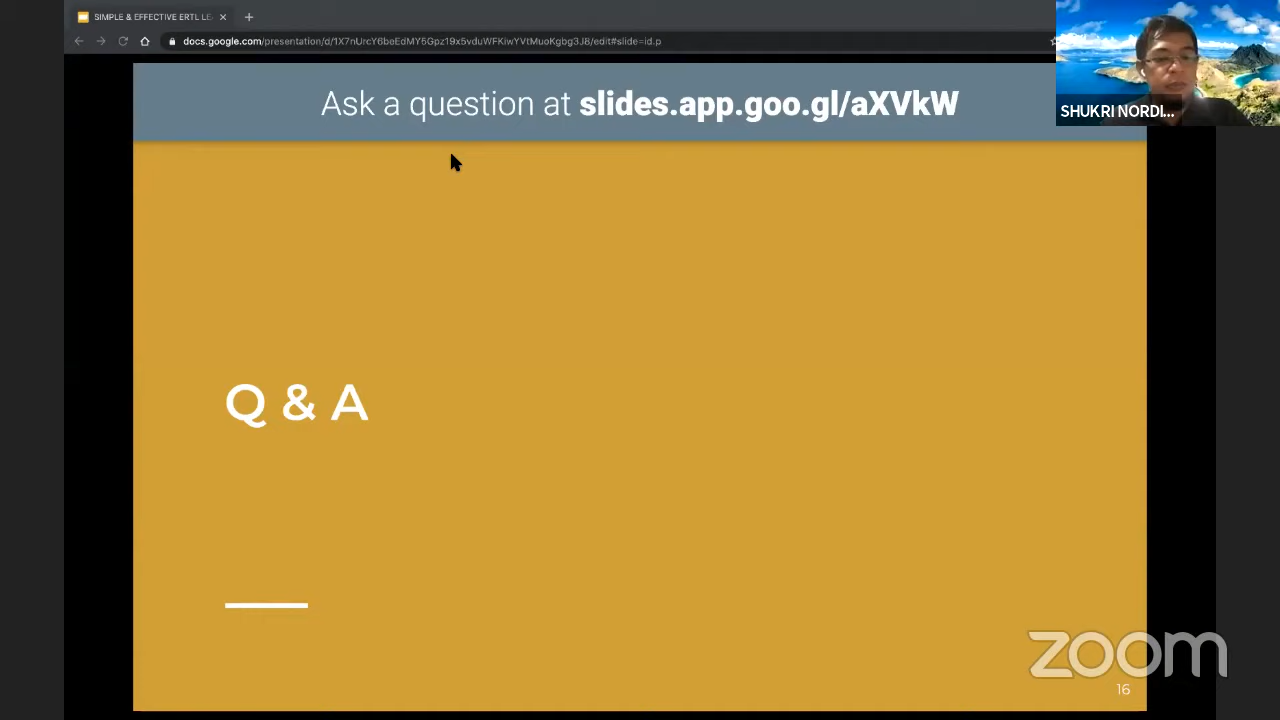 SIMPLE & EFFECTIVE ERTL LE
docs.google.com/presentation/d/1X7nUrcY6beEdMY5Gpz19x5vduWFKiwYVtMuoKgbg3J8/edit#slide=id.p
Ask a question at slides.app.goo.gl/aXVkW
SHUKRI NORDI...
Q & A
zoom
16